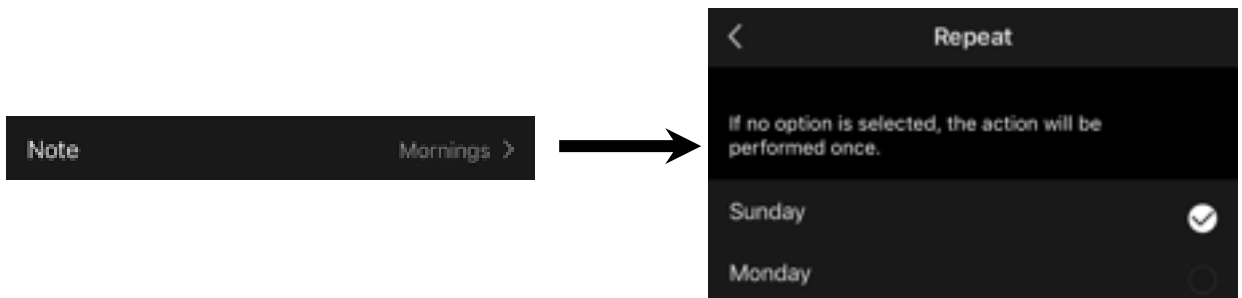 Note
Mornings
Repeat
If no option is selected, the action will be
performed once.
Sunday
Monday